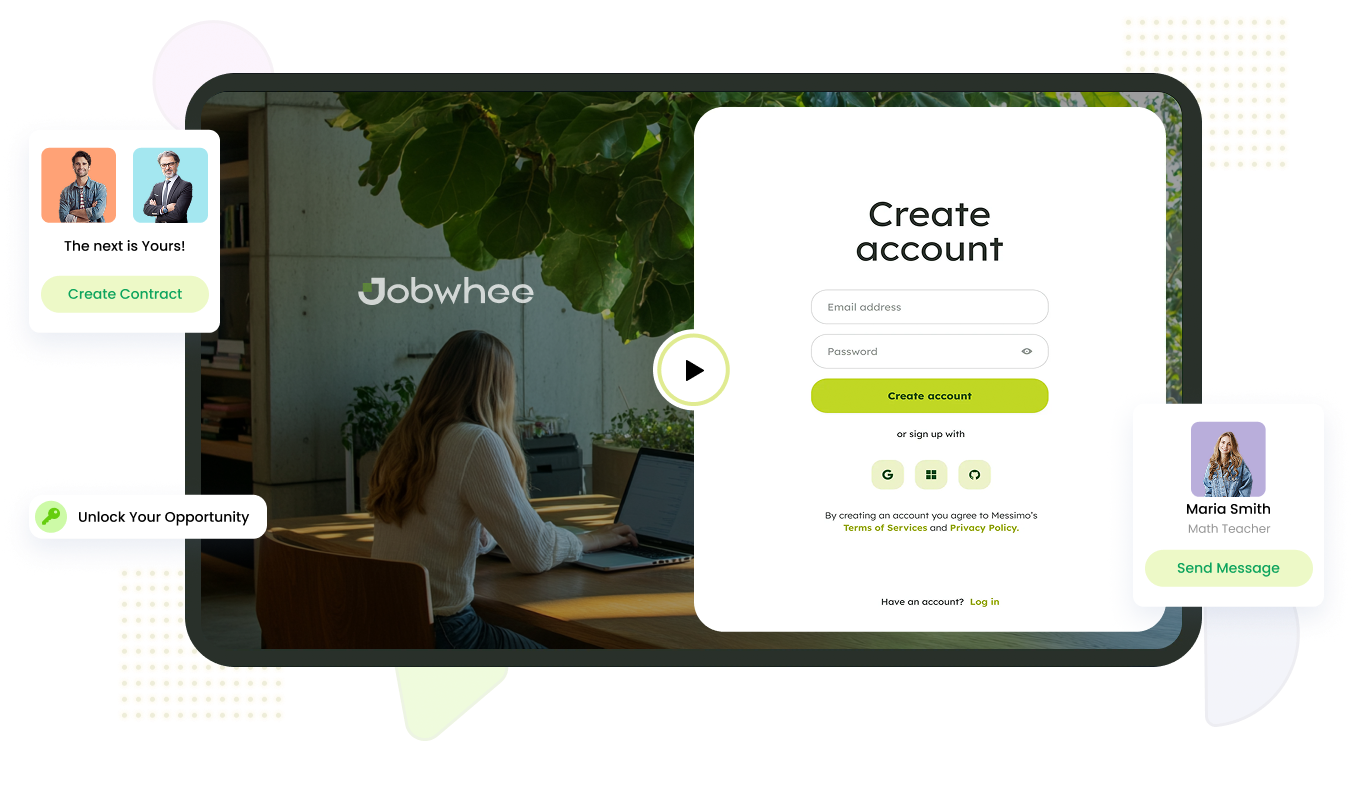 The next is Yours!
Create Contract
Unlock Your Opportunity
Jobwhee
Create
account
Email address
Password
Create account
or sign up with
G
By creating an account you agree to Messimo's
Terms of Services and Privacy Policy.
Have an account? Log in
Maria Smith
Math Teacher
Send Message